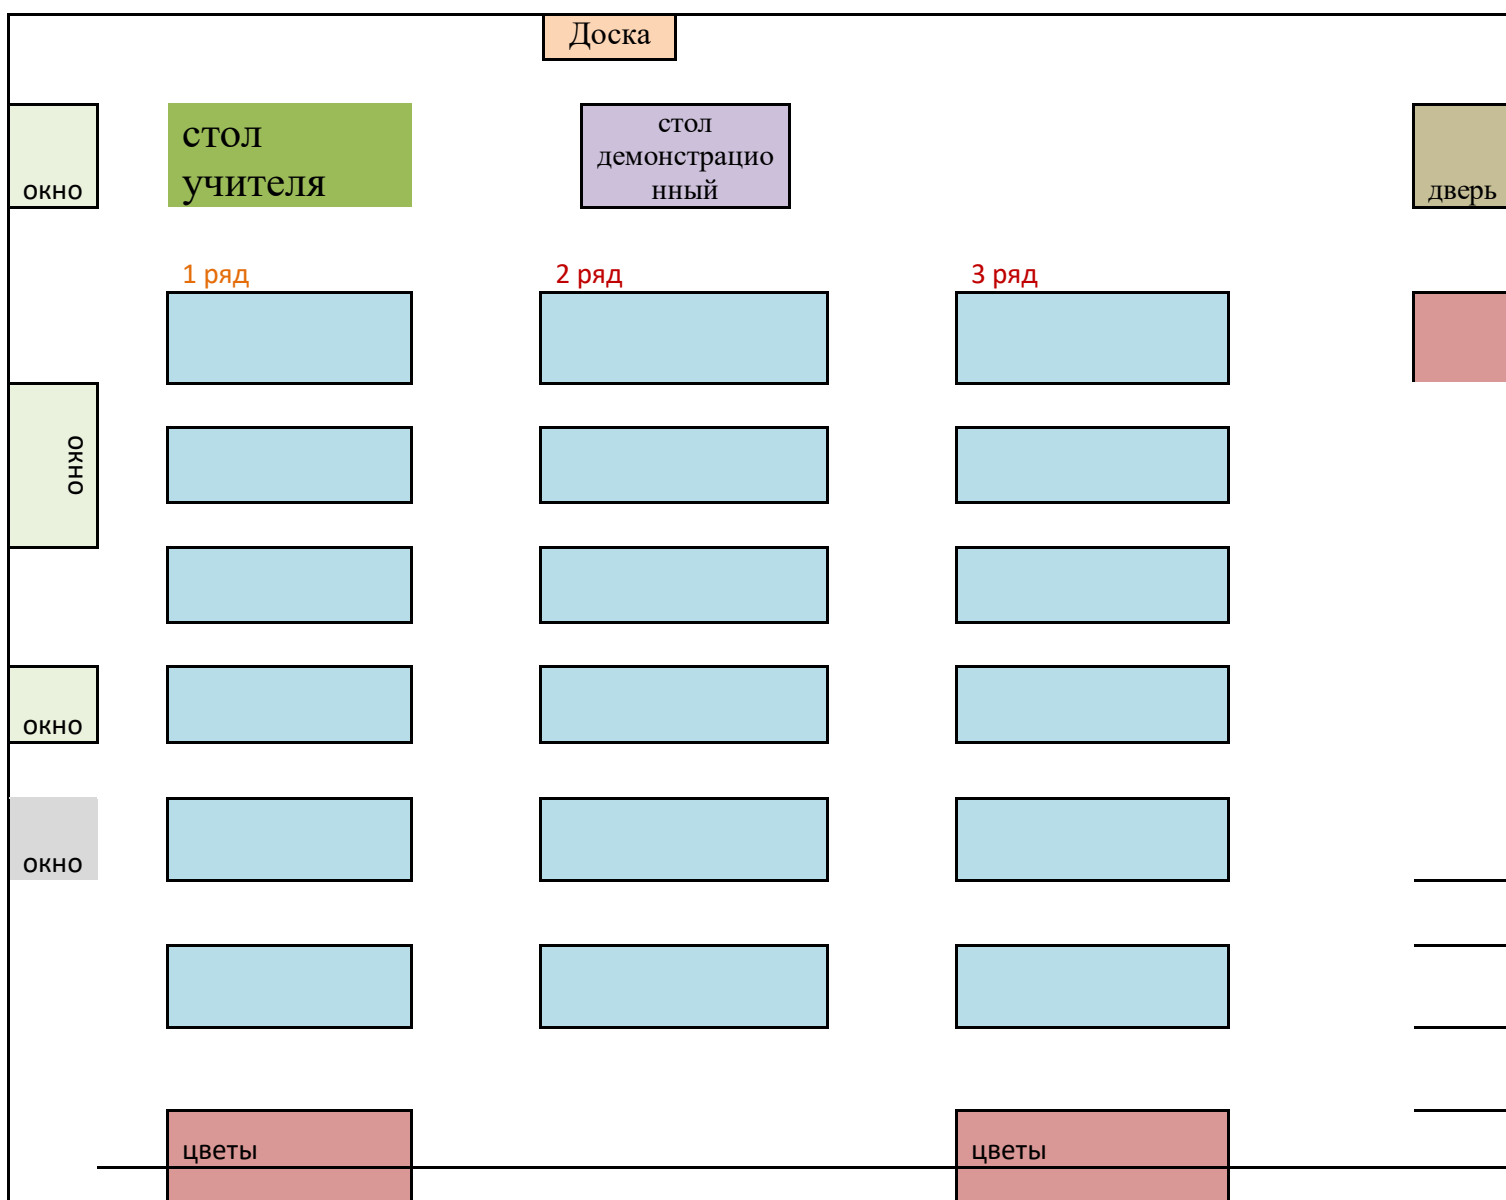 Доска
окно
стол
учителя
стол
демонстрацио
нный
дверь
1 ряд
2 ряд
3 ряд
окно
окно
окно
цветы
цветы